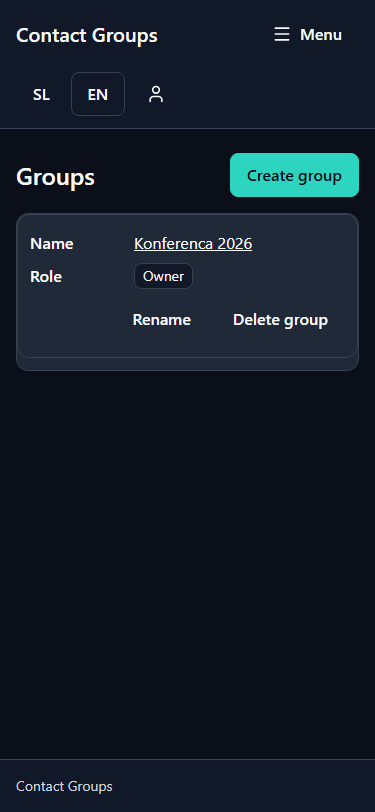 Contact Groups
Menu
SL EN
Groups
Create group
Name Konferenca 2026
Role Owner
Rename Delete group
Contact Groups